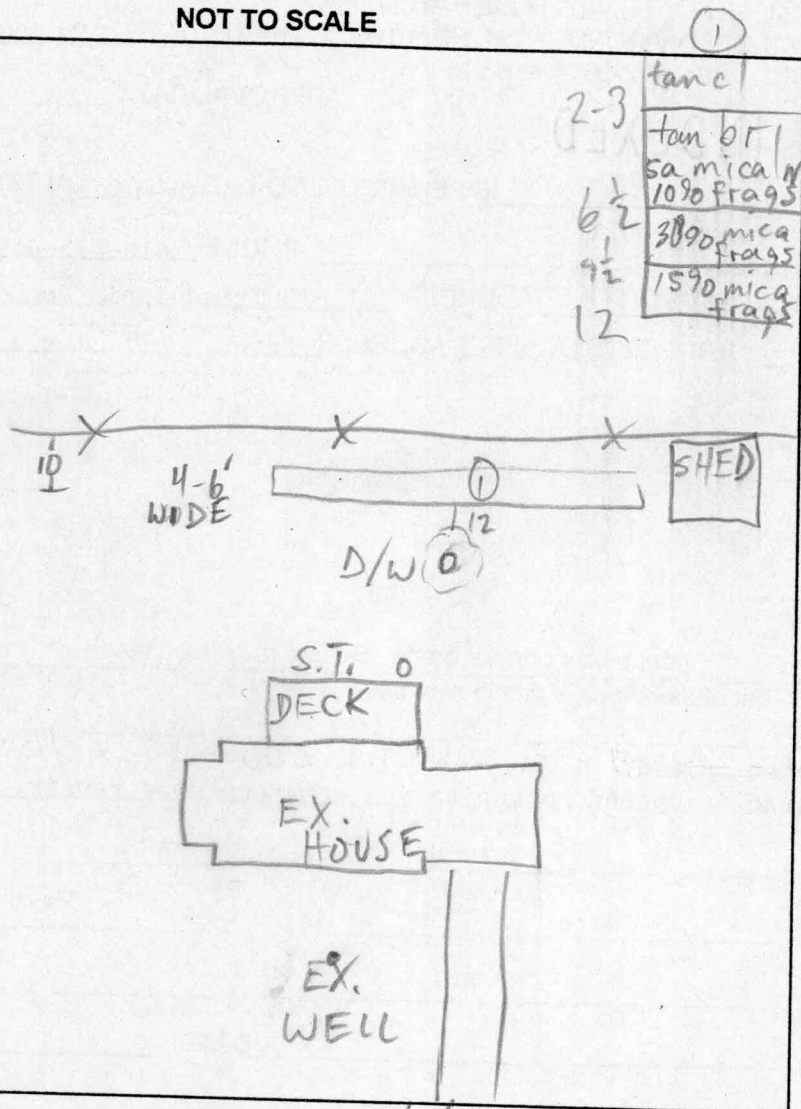 NOT TO SCALE
1
tan cl
2-3
tan br l
sa mica
10% frags
6 1/2
30% mica
frags
9 1/2
15% mica
frags
12
10
4-6'
WIDE
1
SHED
12
D/W
S.T.
DECK
EX.
HOUSE
EX.
WELL